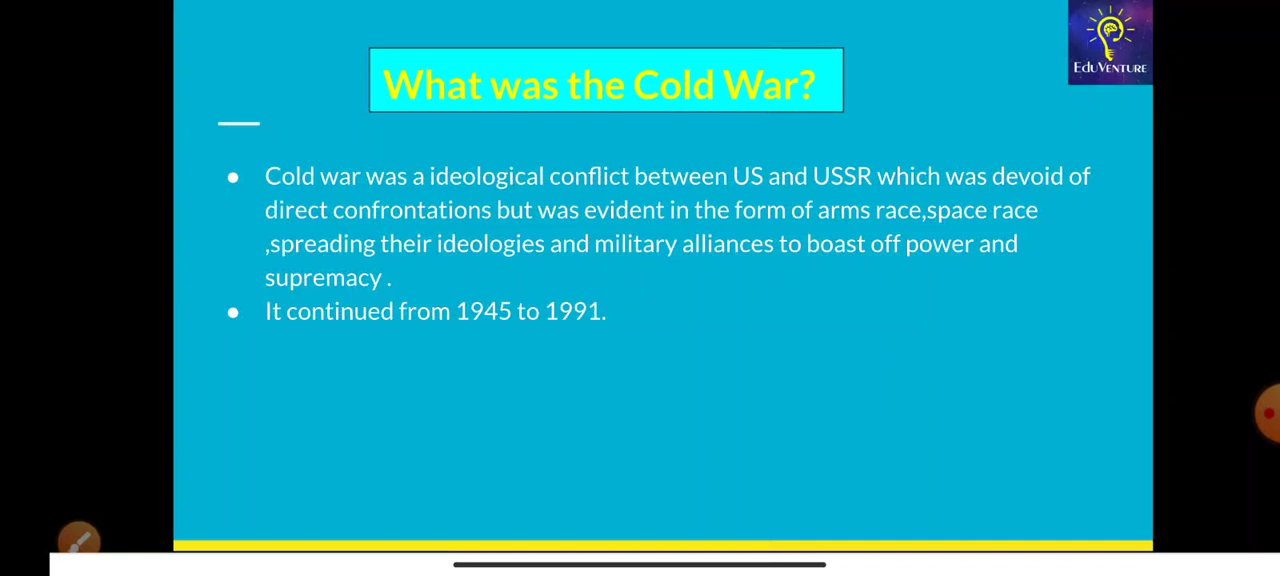 EduVenture
What was the Cold War?
● Cold war was a ideological conflict between US and USSR which was devoid of
direct confrontations but was evident in the form of arms race,space race
,spreading their ideologies and military alliances to boast off power and
supremacy .
● It continued from 1945 to 1991.